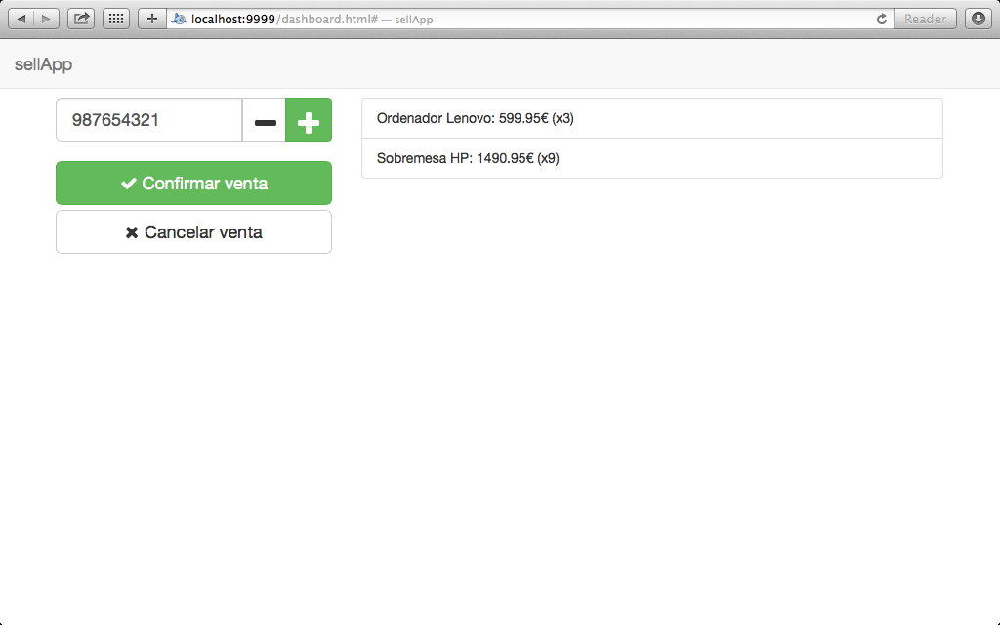 localhost:9999/dashboard.html# — sellApp
Reader
sellApp
987654321
Ordenador Lenovo: 599.95€ (x3)
Sobremesa HP: 1490.95€ (x9)
Confirmar venta
Cancelar venta